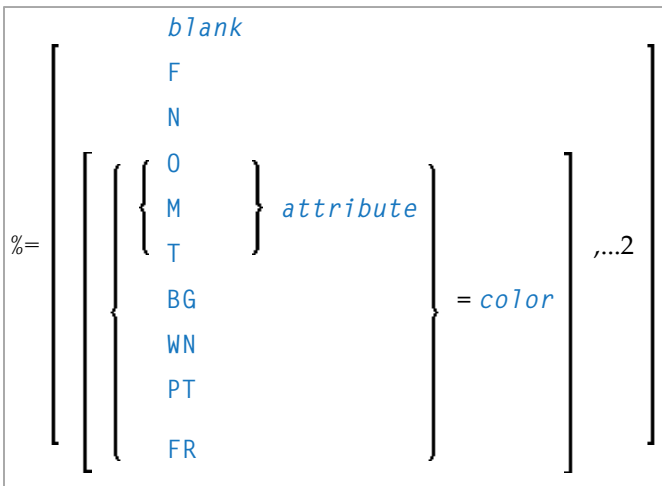 blank
F
N
O
M attribute
T
%= ,...2
BG = color
WN
PT
FR